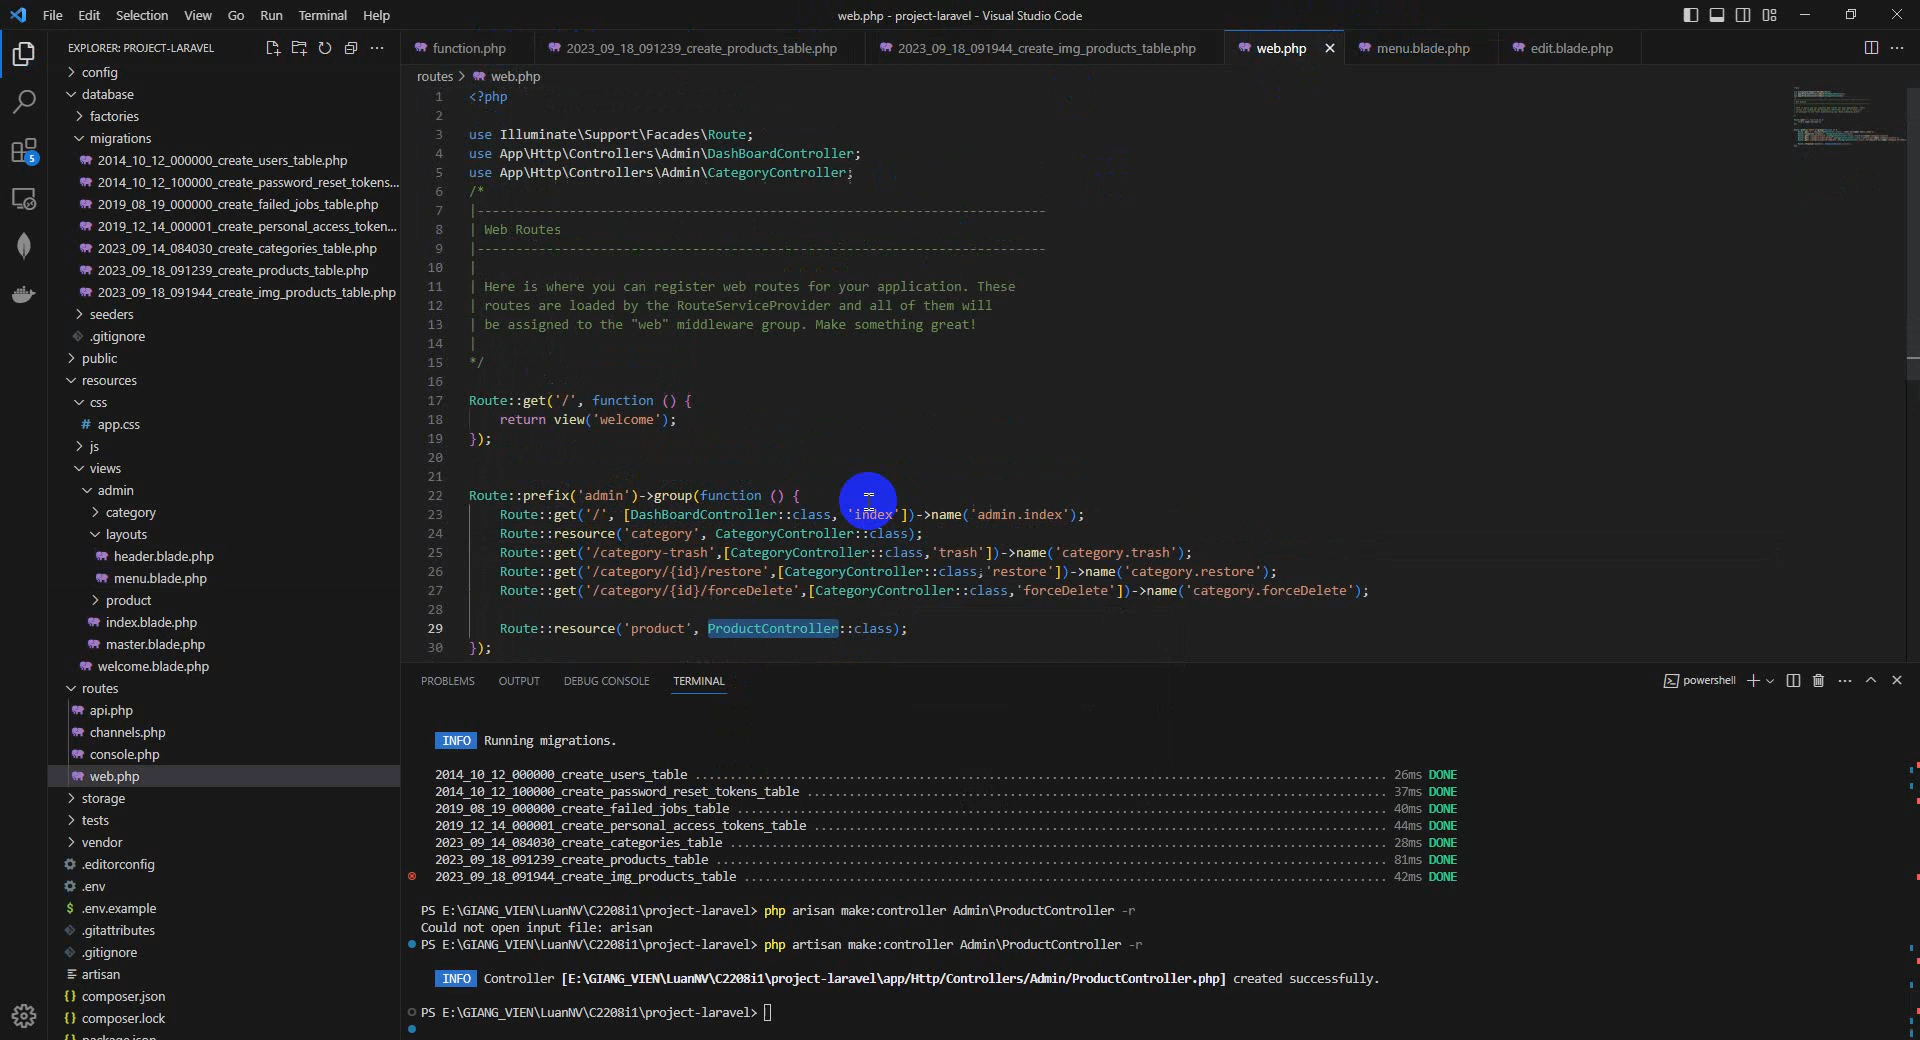 File Edit Selection View Go Run Terminal Help
web.php - project-laravel - Visual Studio Code
EXPLORER: PROJECT-LARAVEL
config
database
factories
migrations
2014_10_12_000000_create_users_table.php
2014_10_12_100000_create_password_reset_tokens...
2019_08_19_000000_create_failed_jobs_table.php
2019_12_14_000001_create_personal_access_token...
2023_09_14_084030_create_categories_table.php
2023_09_18_091239_create_products_table.php
2023_09_18_091944_create_img_products_table.php
seeders
.gitignore
public
resources
css
# app.css
js
views
admin
category
layouts
header.blade.php
menu.blade.php
product
index.blade.php
master.blade.php
welcome.blade.php
routes
api.php
channels.php
console.php
web.php
storage
tests
vendor
.editorconfig
.env
$ .env.example
.gitattributes
.gitignore
artisan
{} composer.json
{} composer.lock
{} package.json
5
function.php 2023_09_18_091239_create_products_table.php 2023_09_18_091944_create_img_products_table.php web.php menu.blade.php edit.blade.php
routes > web.php
1 <?php
2
3 use Illuminate\Support\Facades\Route;
4 use App\Http\Controllers\Admin\DashBoardController;
5 use App\Http\Controllers\Admin\CategoryController;
6 /*
7 |--------------------------------------------------------------------------
8 | Web Routes
9 |--------------------------------------------------------------------------
10 |
11 | Here is where you can register web routes for your application. These
12 | routes are loaded by the RouteServiceProvider and all of them will
13 | be assigned to the "web" middleware group. Make something great!
14 |
15 */
16
17 Route::get('/', function () {
18 return view('welcome');
19 });
20
21
22 Route::prefix('admin')->group(function () {
23 Route::get('/', [DashBoardController::class, 'index'])->name('admin.index');
24 Route::resource('category', CategoryController::class);
25 Route::get('/category-trash',[CategoryController::class,'trash'])->name('category.trash');
26 Route::get('/category/{id}/restore',[CategoryController::class,'restore'])->name('category.restore');
27 Route::get('/category/{id}/forceDelete',[CategoryController::class,'forceDelete'])->name('category.forceDelete');
28
29 Route::resource('product', ProductController::class);
30 });
PROBLEMS OUTPUT DEBUG CONSOLE TERMINAL
powershell
INFO Running migrations.
2014_10_12_000000_create_users_table ........ 26ms DONE
2014_10_12_100000_create_password_reset_tokens_table ........ 37ms DONE
2019_08_19_000000_create_failed_jobs_table ........ 40ms DONE
2019_12_14_000001_create_personal_access_tokens_table ........ 44ms DONE
2023_09_14_084030_create_categories_table ........ 28ms DONE
2023_09_18_091239_create_products_table ........ 81ms DONE
2023_09_18_091944_create_img_products_table ........ 42ms DONE
PS E:\GIANG_VIEN\LuanNV\C2208i1\project-laravel> php arisan make:controller Admin\ProductController -r
Could not open input file: arisan
PS E:\GIANG_VIEN\LuanNV\C2208i1\project-laravel> php artisan make:controller Admin\ProductController -r
INFO Controller [E:\GIANG_VIEN\LuanNV\C2208i1\project-laravel\app/Http/Controllers/Admin/ProductController.php] created successfully.
PS E:\GIANG_VIEN\LuanNV\C2208i1\project-laravel>